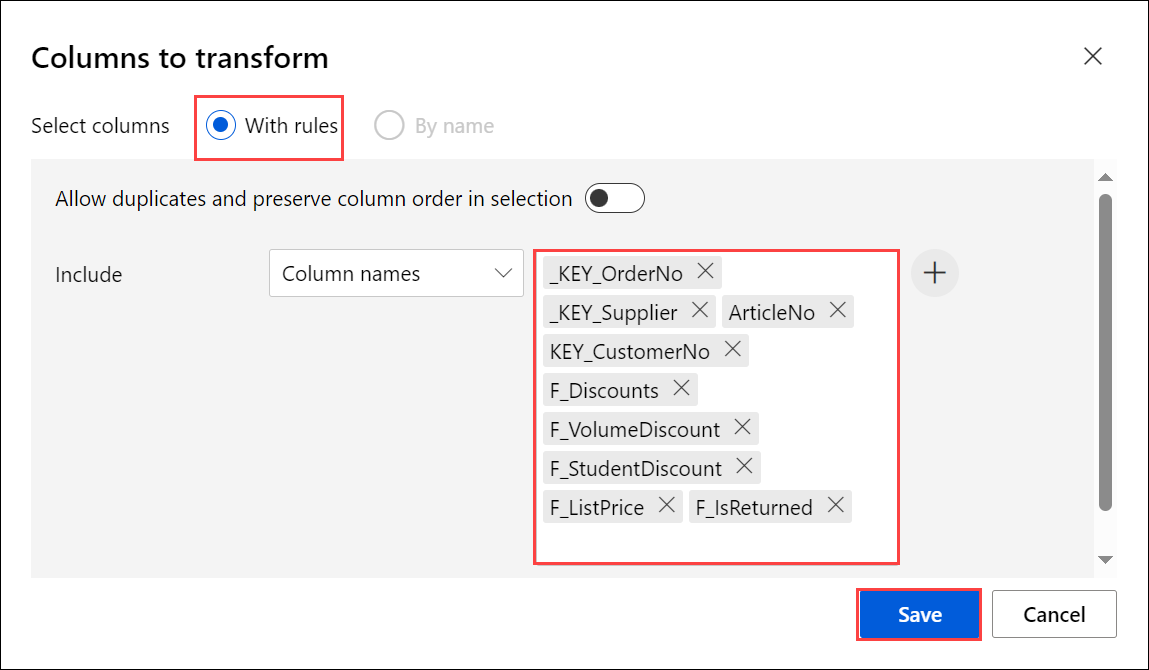 Columns to transform
Select columns With rules By name
Allow duplicates and preserve column order in selection
Include Column names _KEY_OrderNo
_KEY_Supplier ArticleNo
KEY_CustomerNo
F_Discounts
F_VolumeDiscount
F_StudentDiscount
F_ListPrice F_IsReturned
Save Cancel